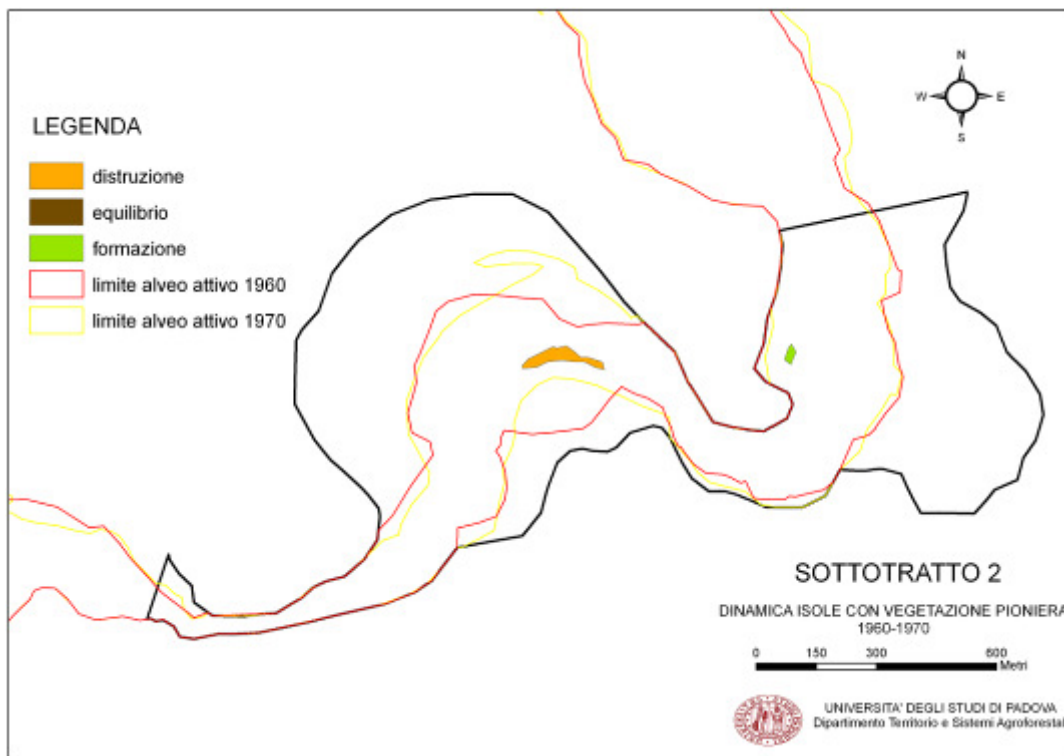 N
W E
S
LEGENDA
distruzione
equilibrio
formazione
limite alveo attivo 1960
limite alveo attivo 1970
SOTTOTRATTO 2
DINAMICA ISOLE CON VEGETAZIONE PIONIERA
1960-1970
0 150 300 600
Metri
UNIVERSITA' DEGLI STUDI DI PADOVA
Dipartimento Territorio e Sistemi Agroforestali